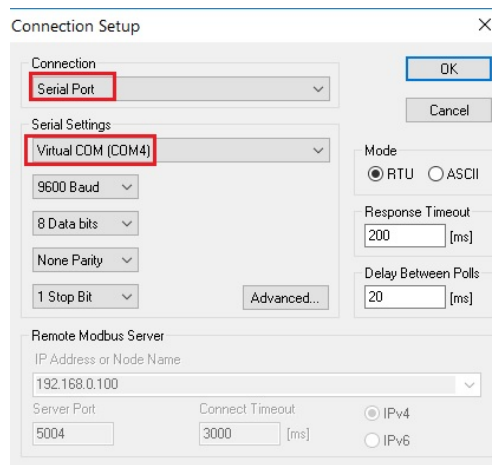 Connection Setup
Connection
Serial Port
OK
Cancel
Serial Settings
Virtual COM (COM4)
Mode
RTU ASCII
9600 Baud
8 Data bits
Response Timeout
200 [ms]
None Parity
Delay Between Polls
1 Stop Bit
Advanced...
20 [ms]
Remote Modbus Server
IP Address or Node Name
192.168.0.100
Server Port Connect Timeout
IPv4
5004 3000 [ms]
IPv6